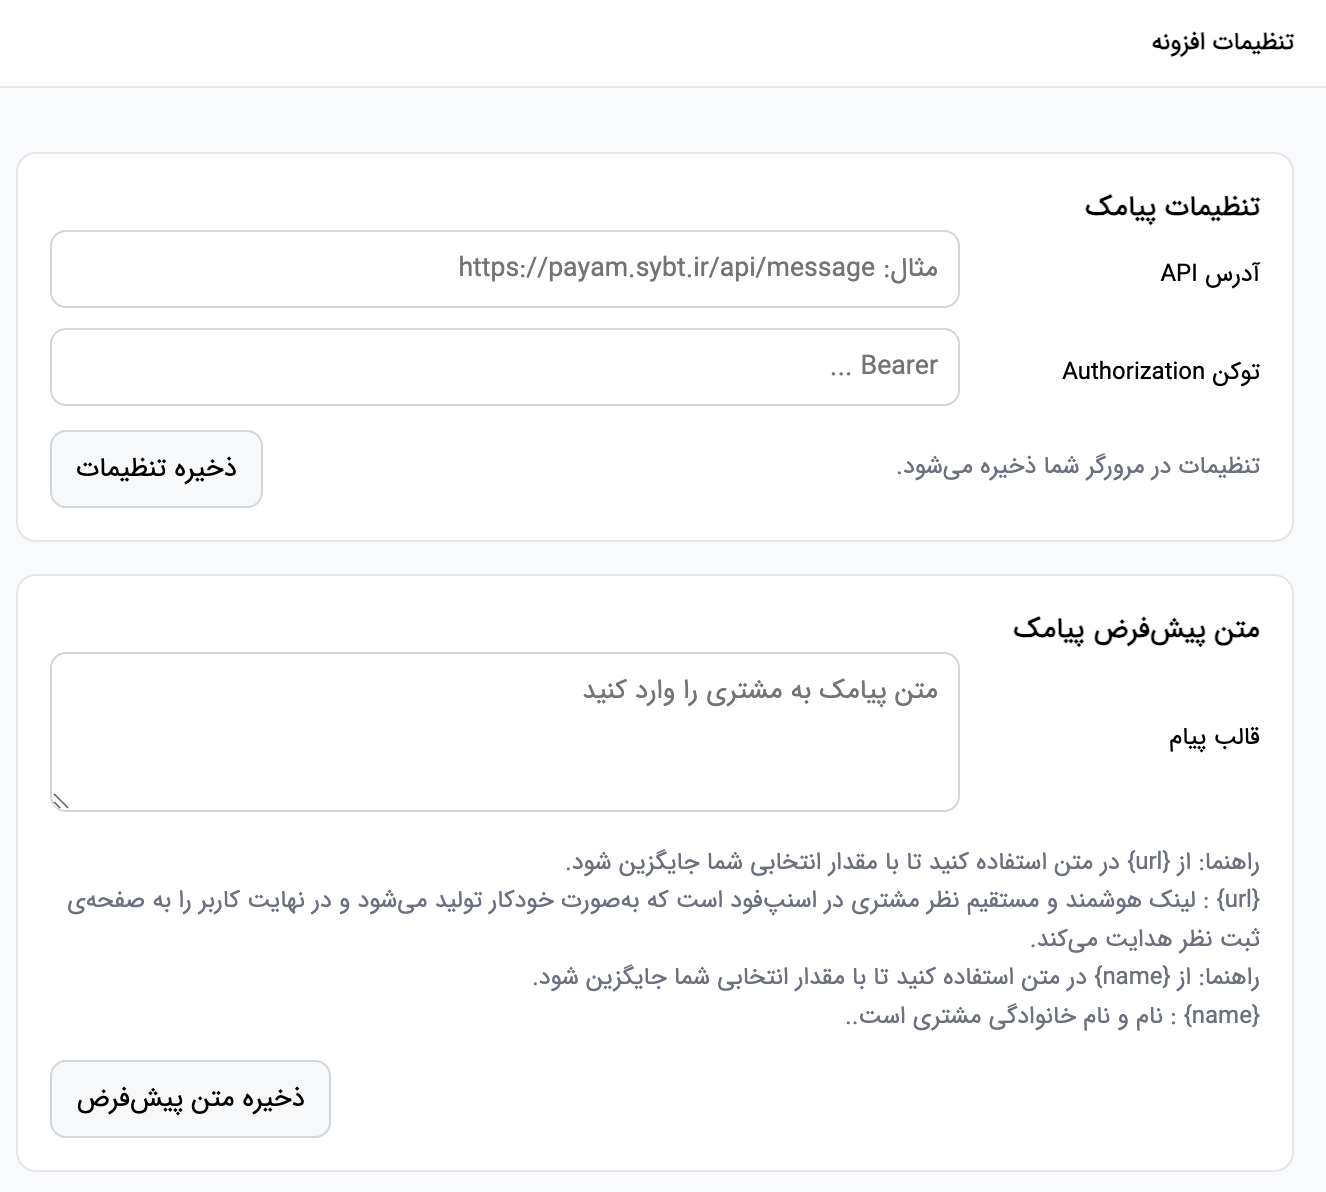 تنظیمات افزونه
تنظیمات پیامک
آدرس API
مثال: https://payam.sybt.ir/api/message
توکن Authorization
Bearer ...
تنظیمات در مرورگر شما ذخیره می‌شود.
ذخیره تنظیمات
متن پیش‌فرض پیامک
قالب پیام
متن پیامک به مشتری را وارد کنید
راهنما: از {url} در متن استفاده کنید تا با مقدار انتخابی شما جایگزین شود.
{url} : لینک هوشمند و مستقیم نظر مشتری در اسنپ‌فود است که به‌صورت خودکار تولید می‌شود و در نهایت کاربر را به صفحه‌ی
ثبت نظر هدایت می‌کند.
راهنما: از {name} در متن استفاده کنید تا با مقدار انتخابی شما جایگزین شود.
{name} : نام و نام خانوادگی مشتری است..
ذخیره متن پیش‌فرض